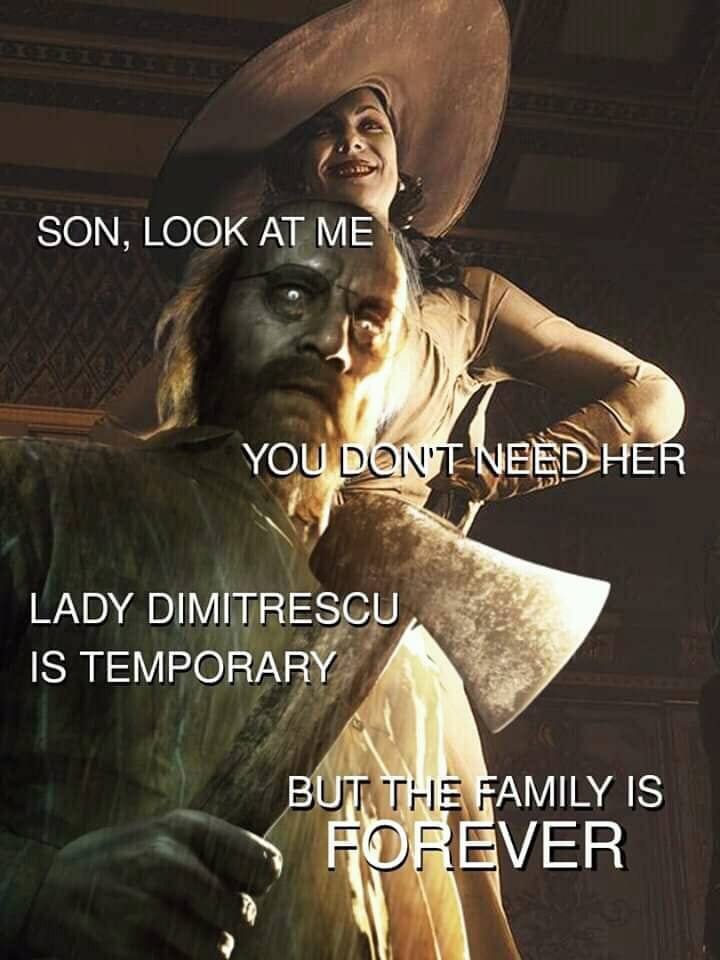 SON, LOOK AT ME
YOU DON'T NEED HER
LADY DIMITRESCU
IS TEMPORARY
BUT THE FAMILY IS
FOREVER